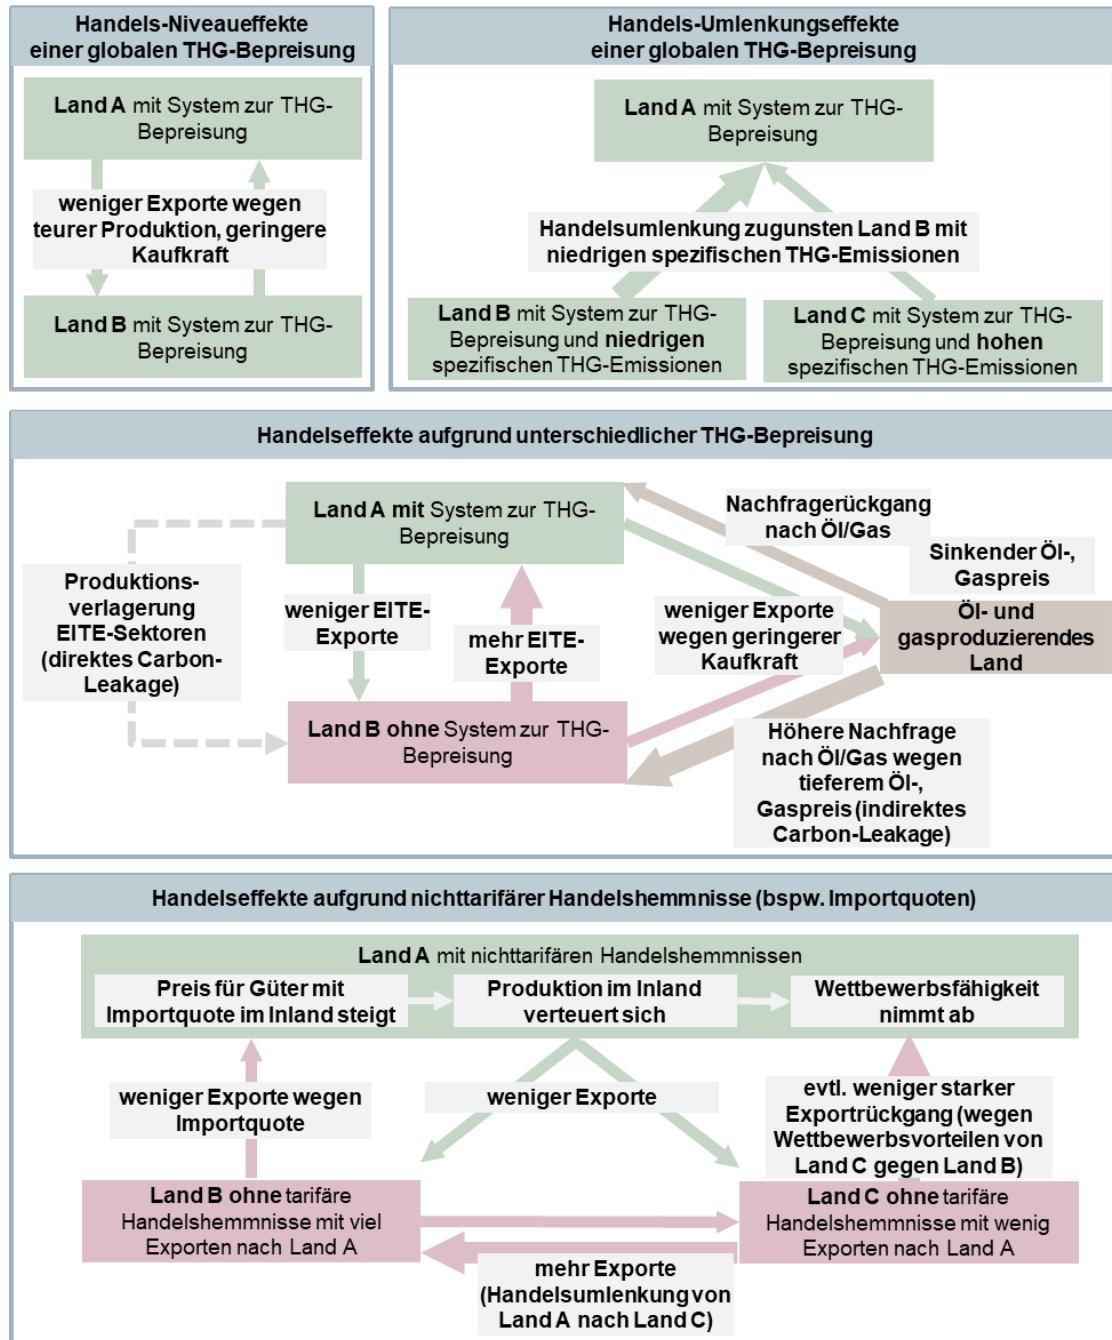 Handels-Niveaueffekte
einer globalen THG-Bepreisung
Land A mit System zur THG-
Bepreisung
weniger Exporte wegen
teurer Produktion, geringere
Kaufkraft
Land B mit System zur THG-
Bepreisung
Handels-Umlenkungseffekte
einer globalen THG-Bepreisung
Land A mit System zur THG-
Bepreisung
Handelsumlenkung zugunsten Land B mit
niedrigen spezifischen THG-Emissionen
Land B mit System zur THG-
Bepreisung und niedrigen
spezifischen THG-Emissionen
Land C mit System zur THG-
Bepreisung und hohen
spezifischen THG-Emissionen
Handelseffekte aufgrund unterschiedlicher THG-Bepreisung
Land A mit System zur THG-
Bepreisung
Nachfragerückgang
nach Öl/Gas
Sinkender Öl-,
Gaspreis
Produktions-
verlagerung
EITE-Sektoren
(direktes Carbon-
Leakage)
weniger EITE-
Exporte
mehr EITE-
Exporte
weniger Exporte
wegen geringerer
Kaufkraft
Öl- und
gasproduzierendes
Land
Land B ohne System zur THG-
Bepreisung
Höhere Nachfrage
nach Öl/Gas wegen
tieferem Öl-,
Gaspreis (indirektes
Carbon-Leakage)
Handelseffekte aufgrund nichttarifärer Handelshemmnisse (bspw. Importquoten)
Land A mit nichttarifären Handelshemmnissen
Preis für Güter mit
Importquote im Inland steigt
Produktion im Inland
verteuert sich
Wettbewerbsfähigkeit
nimmt ab
weniger Exporte wegen
Importquote
weniger Exporte
evtl. weniger starker
Exportrückgang (wegen
Wettbewerbsvorteilen von
Land C gegen Land B)
Land B ohne tarifäre
Handelshemmnisse mit viel
Exporten nach Land A
Land C ohne tarifäre
Handelshemmnisse mit wenig
Exporten nach Land A
mehr Exporte
(Handelsumlenkung von
Land A nach Land C)